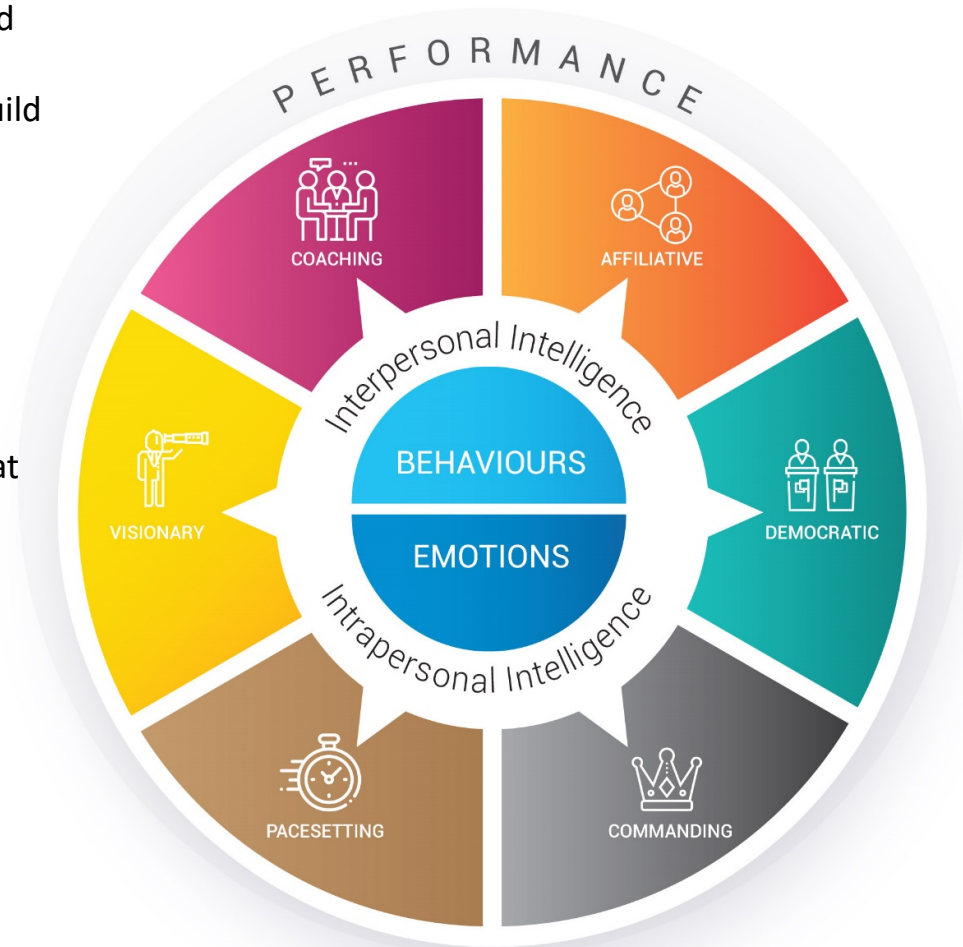 PERFORMANCE
COACHING
AFFILIATIVE
Interpersonal Intelligence
BEHAVIOURS
VISIONARY
DEMOCRATIC
EMOTIONS
Intrapersonal Intelligence
PACESETTING
COMMANDING